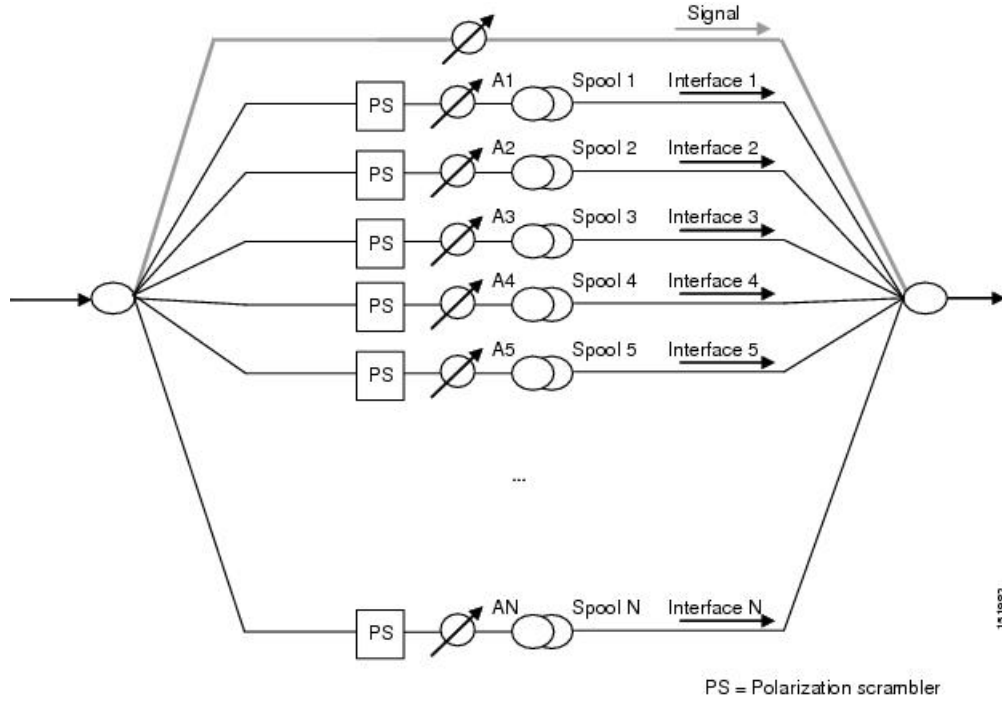 Signal
PS A1 Spool 1 Interface 1
PS A2 Spool 2 Interface 2
PS A3 Spool 3 Interface 3
PS A4 Spool 4 Interface 4
PS A5 Spool 5 Interface 5
...
PS AN Spool N Interface N
PS = Polarization scrambler